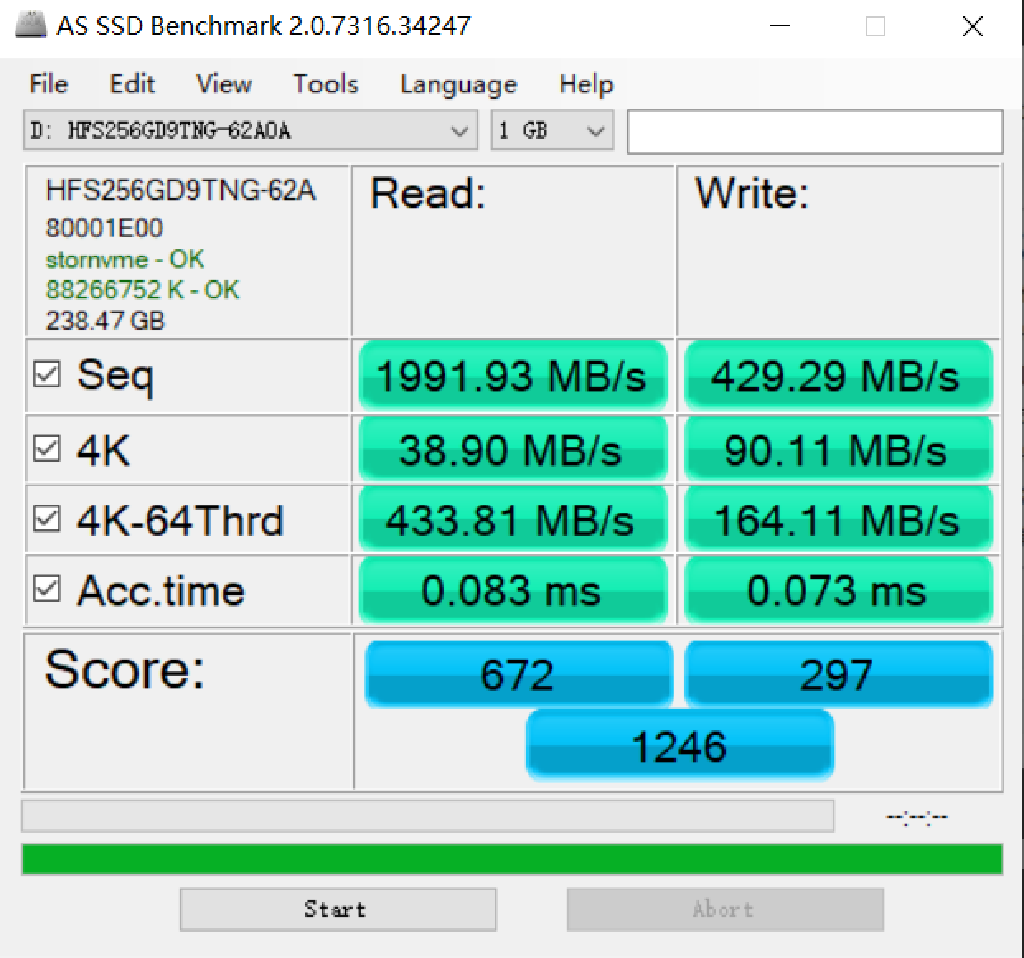 AS SSD Benchmark 2.0.7316.34247
File Edit View Tools Language Help
D: HFS256GD9TNG-62A0A 1 GB
HFS256GD9TNG-62A
80001E00
stornvme - OK
88266752 K - OK
238.47 GB
Read: Write:
Seq 1991.93 MB/s 429.29 MB/s
4K 38.90 MB/s 90.11 MB/s
4K-64Thrd 433.81 MB/s 164.11 MB/s
Acc.time 0.083 ms 0.073 ms
Score: 672 297
1246
--:--:--
Start Abort